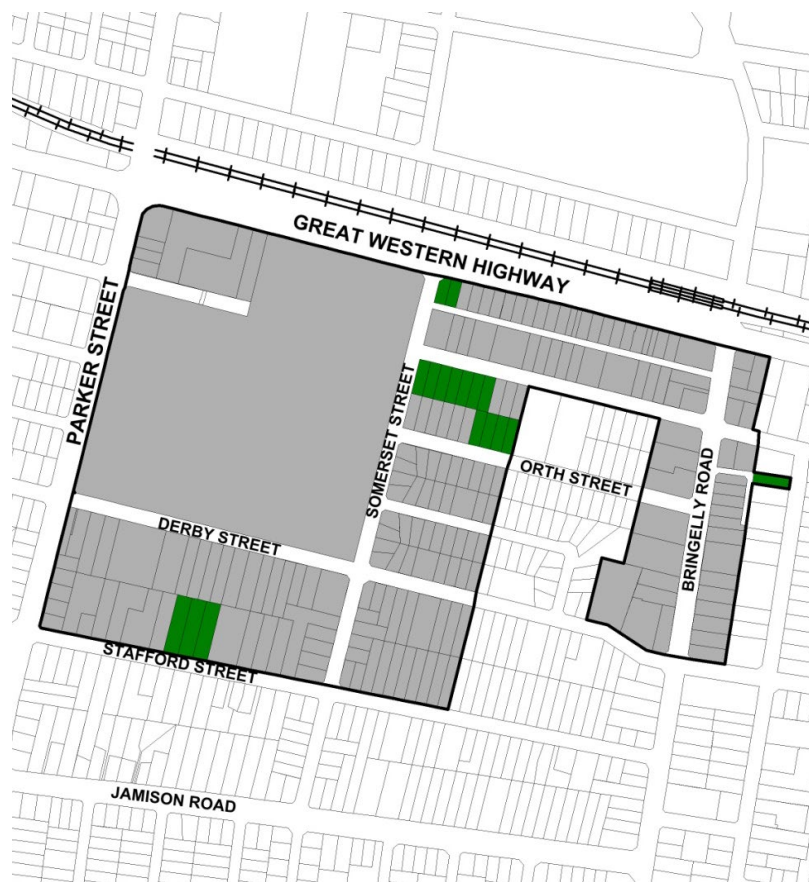 GREAT WESTERN HIGHWAY
PARKER STREET
SOMERSET STREET
ORTH STREET
BRINGELLY ROAD
DERBY STREET
STAFFORD STREET
JAMISON ROAD